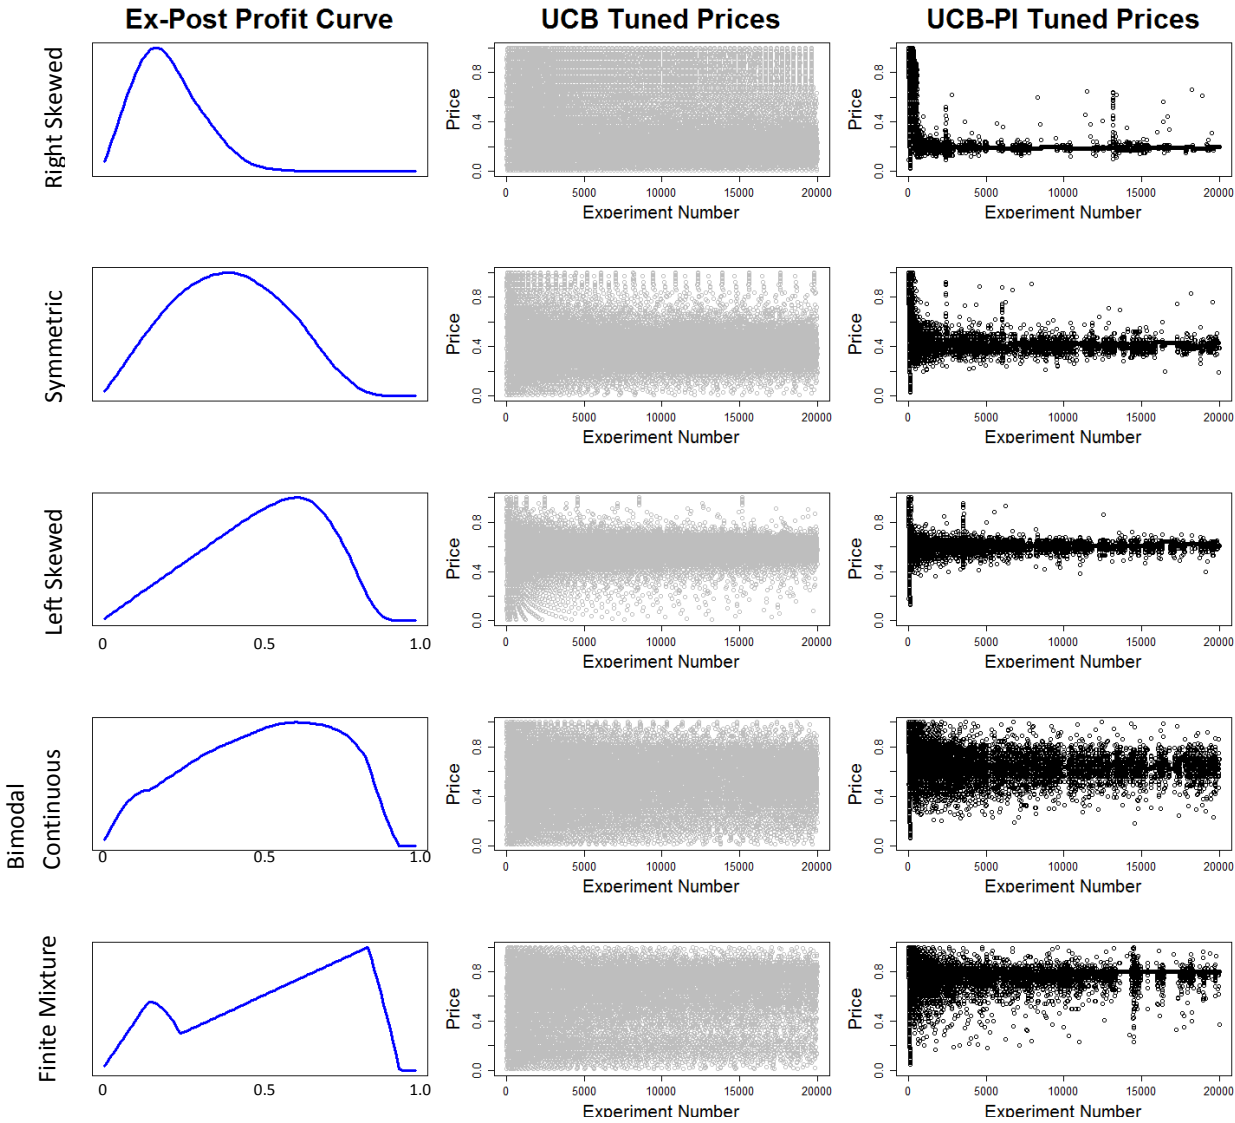 Ex-Post Profit Curve
UCB Tuned Prices
UCB-PI Tuned Prices
Right Skewed
Price
0.0 0.4 0.8
0 5000 10000 15000 20000
Experiment Number
Price
0.0 0.4 0.8
0 5000 10000 15000 20000
Experiment Number
Symmetric
Price
0.0 0.4 0.8
0 5000 10000 15000 20000
Experiment Number
Price
0.0 0.4 0.8
0 5000 10000 15000 20000
Experiment Number
Left Skewed
0 0.5 1.0
Price
0.0 0.4 0.8
0 5000 10000 15000 20000
Experiment Number
Price
0.0 0.4 0.8
0 5000 10000 15000 20000
Experiment Number
Bimodal
Continuous
0 0.5 1.0
Price
0.0 0.4 0.8
0 5000 10000 15000 20000
Experiment Number
Price
0.0 0.4 0.8
0 5000 10000 15000 20000
Experiment Number
Finite Mixture
0 0.5 1.0
Price
0.0 0.4 0.8
0 5000 10000 15000 20000
Experiment Number
Price
0.0 0.4 0.8
0 5000 10000 15000 20000
Experiment Number